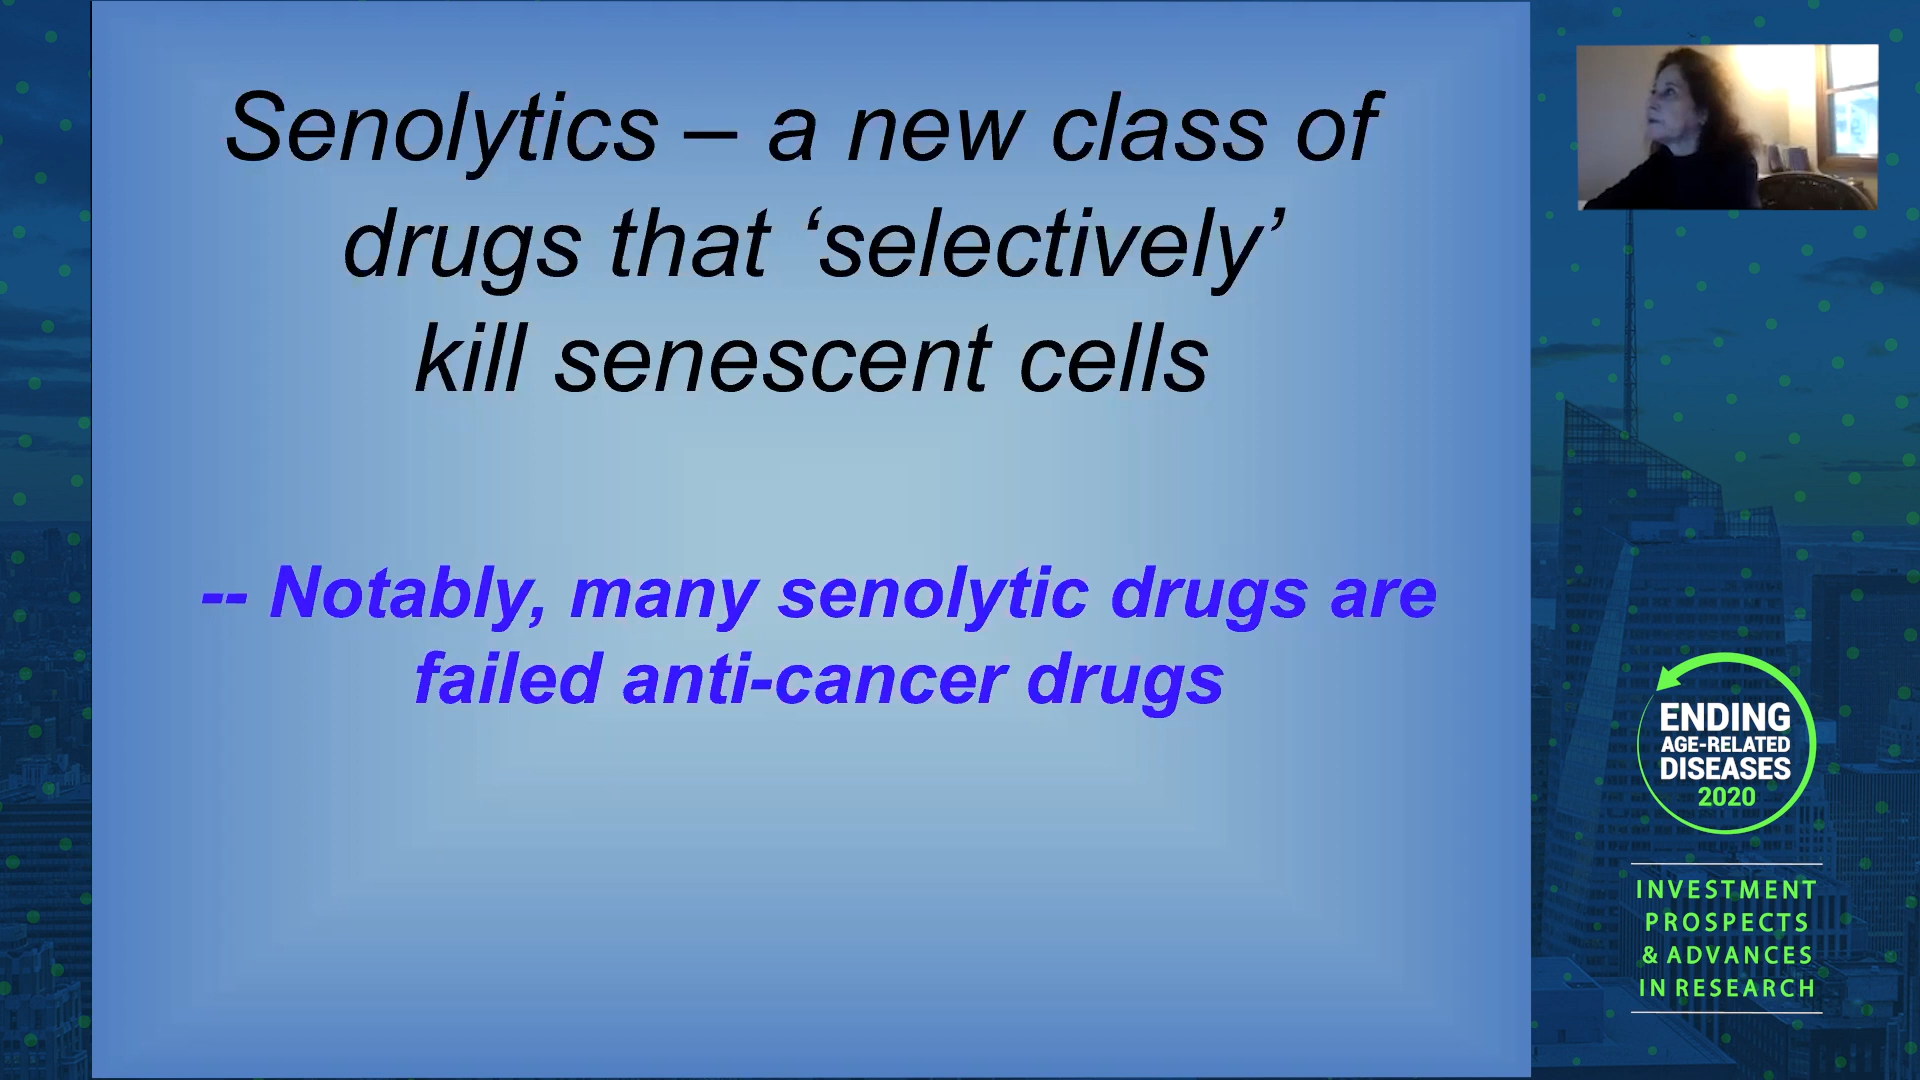 Senolytics – a new class of
drugs that ‘selectively’
kill senescent cells
-- Notably, many senolytic drugs are
failed anti-cancer drugs
ENDING
AGE-RELATED
DISEASES
2020
INVESTMENT
PROSPECTS
& ADVANCES
IN RESEARCH